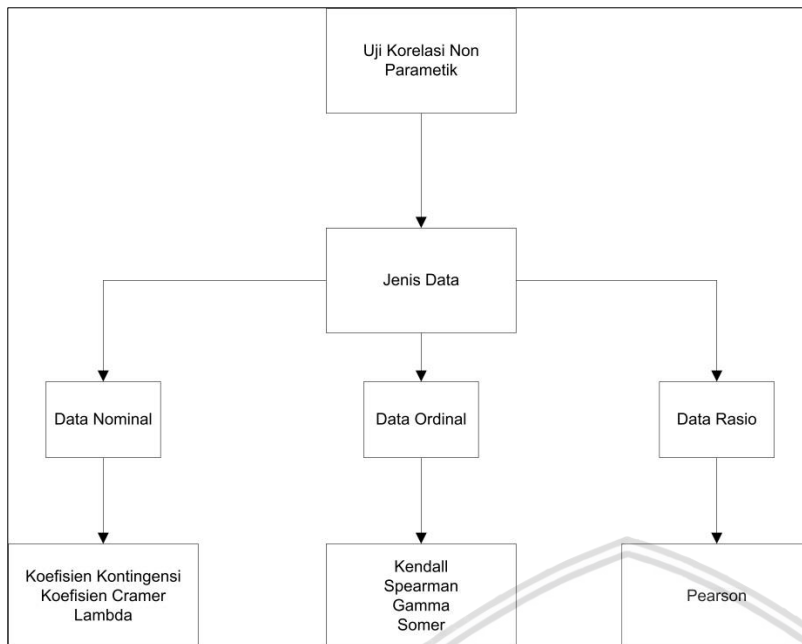 Uji Korelasi Non
Parametik
Jenis Data
Data Nominal
Data Ordinal
Data Rasio
Koefisien Kontingensi
Koefisien Cramer
Lambda
Kendall
Spearman
Gamma
Somer
Pearson